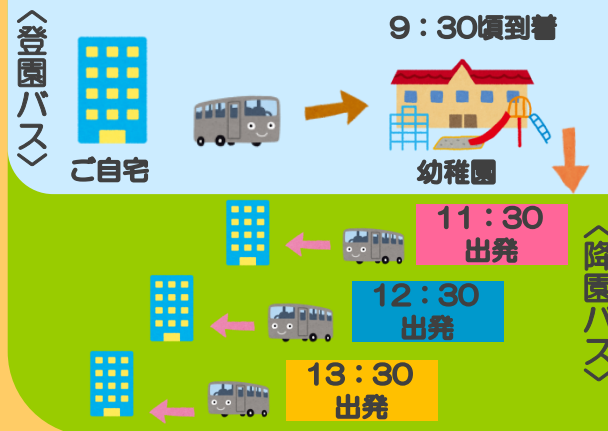 〈登園バス〉
9：30頃到着
ご自宅
幼稚園
〈降園バス〉
11：30
出発
12：30
出発
13：30
出発